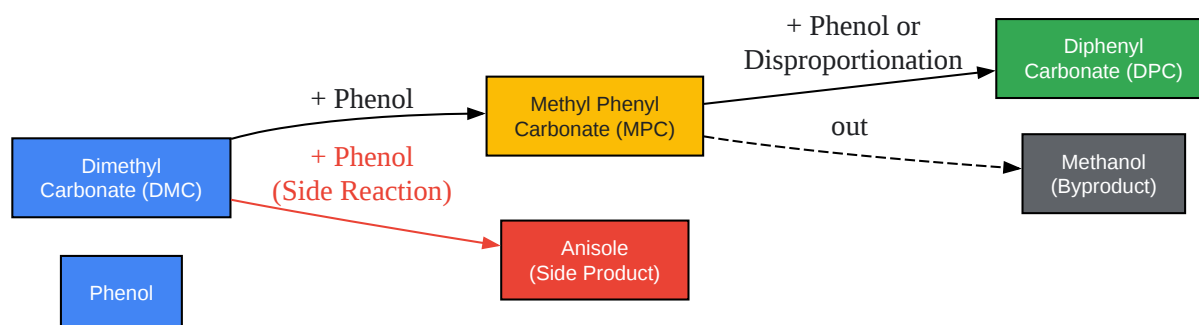 Dimethyl
Carbonate (DMC)
Phenol
+ Phenol
+ Phenol
(Side Reaction)
Methyl Phenyl
Carbonate (MPC)
Anisole
(Side Product)
+ Phenol or
Disproportionation
out
Diphenyl
Carbonate (DPC)
Methanol
(Byproduct)